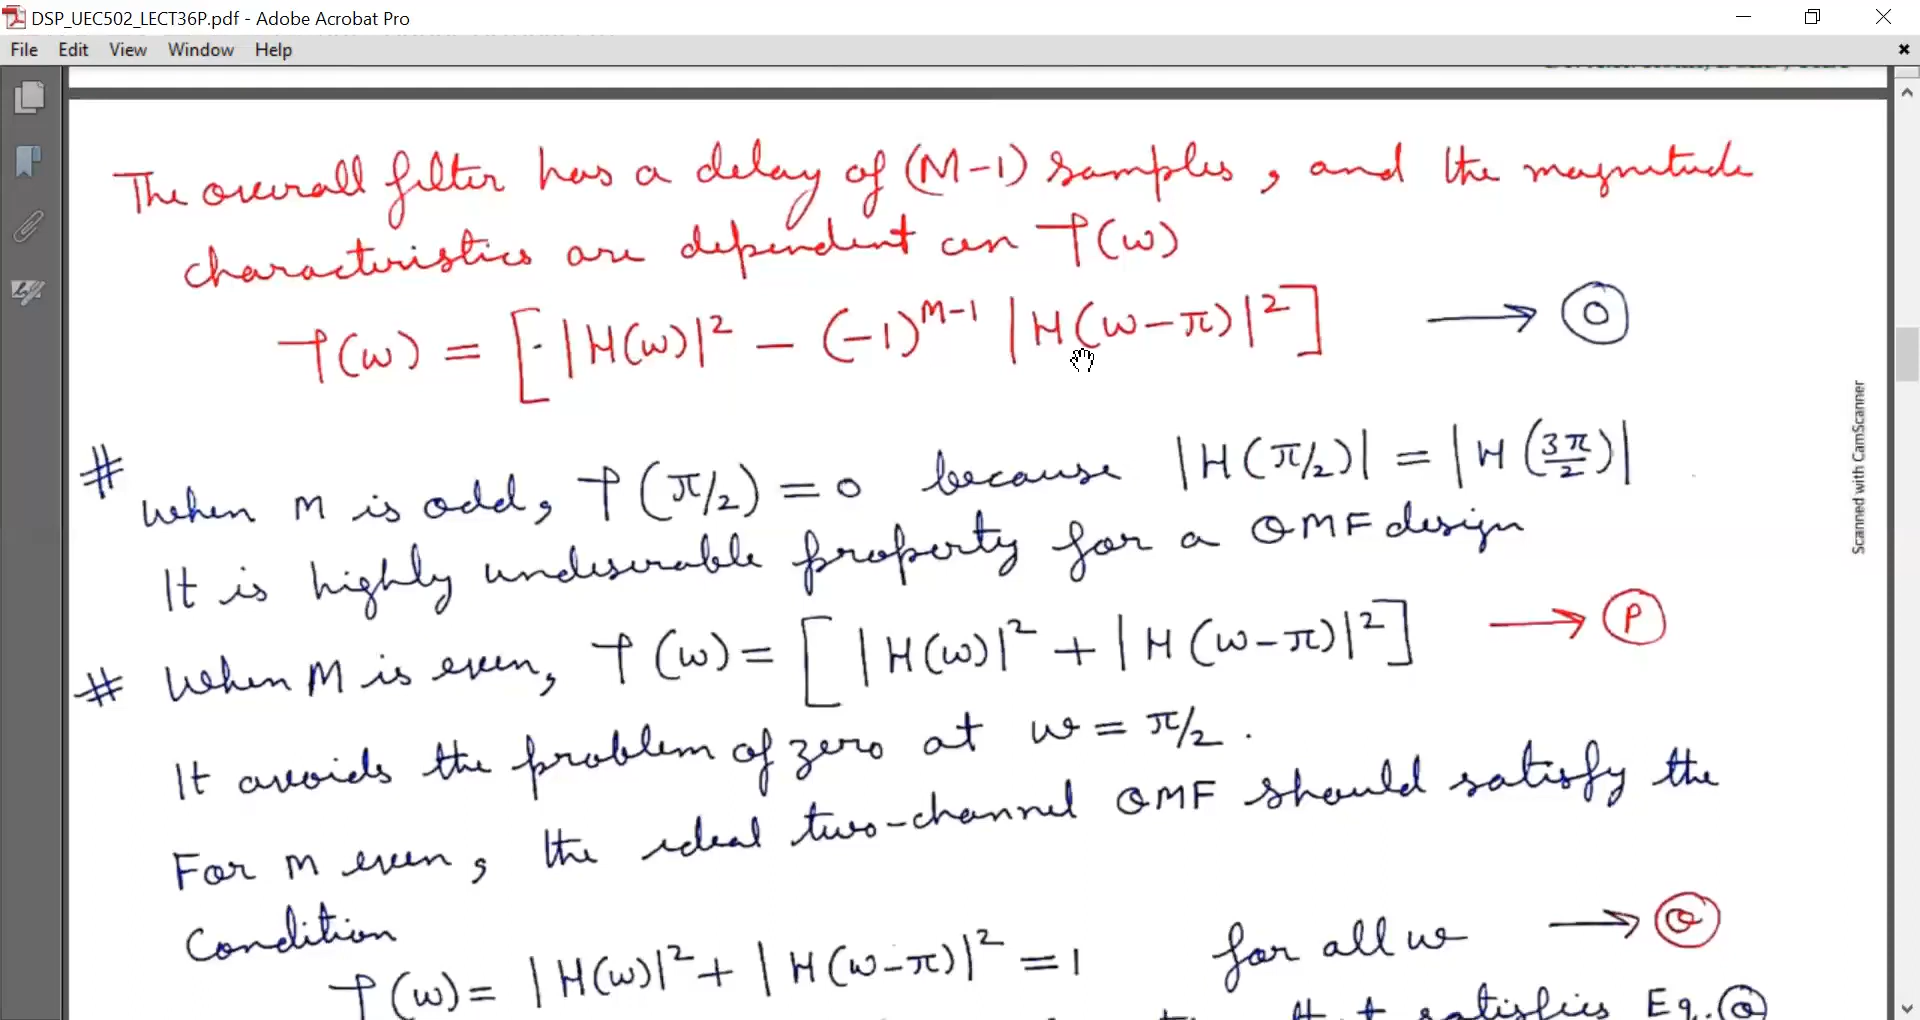 DSP_UEC502_LECT36P.pdf - Adobe Acrobat Pro
File Edit View Window Help
The overall filter has a delay of (M-1) samples, and the magnitude
characteristics are dependent on T(ω)
T(ω) = [ |H(ω)|² - (-1)^{M-1} |H(ω-π)|² ] → O
# When M is odd, T(π/2) = 0 because |H(π/2)| = |H(3π/2)|
It is highly undesirable property for a QMF design
# When M is even, T(ω) = [ |H(ω)|² + |H(ω-π)|² ] → P
It avoids the problem of zero at ω = π/2.
For M even, the ideal two-channel QMF should satisfy the
Condition
T(ω) = |H(ω)|² + |H(ω-π)|² = 1 for all ω → Q
that satisfies Eq. Q
Scanned with CamScanner